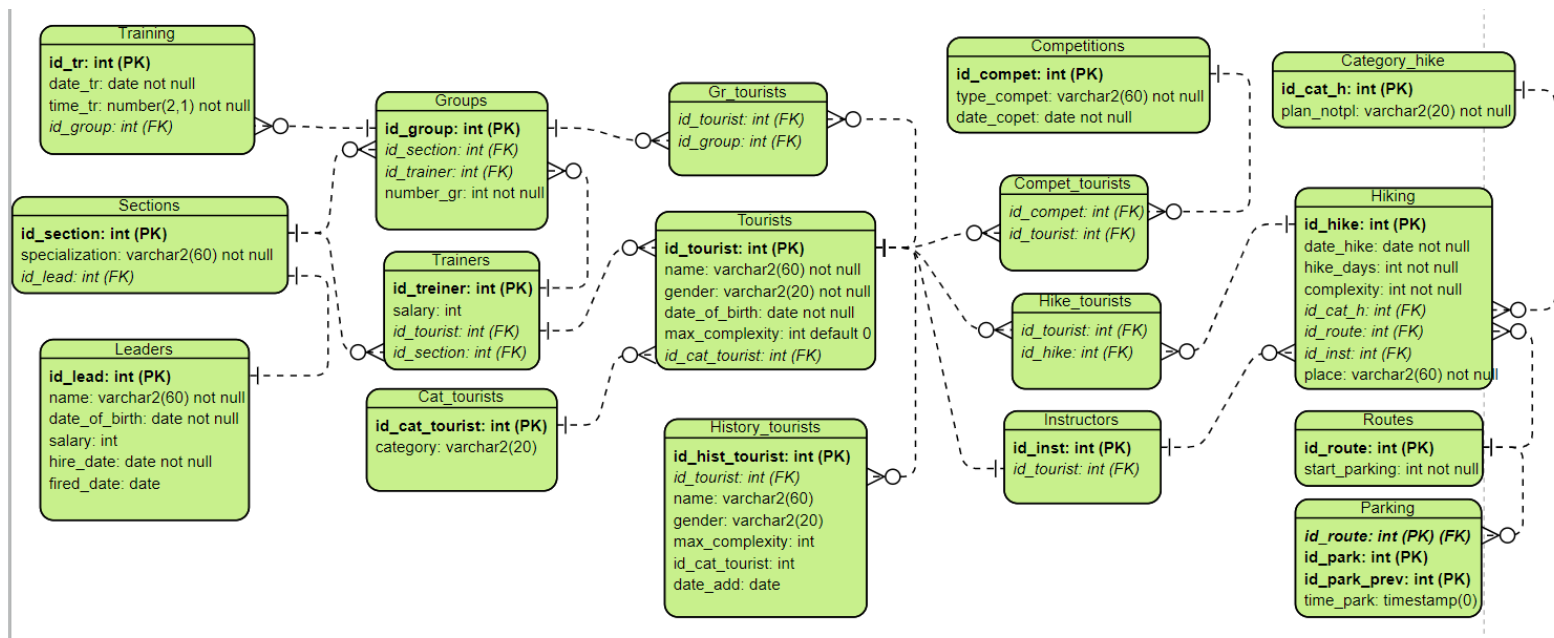 Training
id_tr: int (PK)
date_tr: date not null
time_tr: number(2,1) not null
id_group: int (FK)
Sections
id_section: int (PK)
specialization: varchar2(60) not null
id_lead: int (FK)
Leaders
id_lead: int (PK)
name: varchar2(60) not null
date_of_birth: date not null
salary: int
hire_date: date not null
fired_date: date
Groups
id_group: int (PK)
id_section: int (FK)
id_trainer: int (FK)
number_gr: int not null
Trainers
id_treiner: int (PK)
salary: int
id_tourist: int (FK)
id_section: int (FK)
Cat_tourists
id_cat_tourist: int (PK)
category: varchar2(20)
Gr_tourists
id_tourist: int (FK)
id_group: int (FK)
Tourists
id_tourist: int (PK)
name: varchar2(60) not null
gender: varchar2(20) not null
date_of_birth: date not null
max_complexity: int default 0
id_cat_tourist: int (FK)
History_tourists
id_hist_tourist: int (PK)
id_tourist: int (FK)
name: varchar2(60)
gender: varchar2(20)
max_complexity: int
id_cat_tourist: int
date_add: date
Competitions
id_compet: int (PK)
type_compet: varchar2(60) not null
date_copet: date not null
Compet_tourists
id_compet: int (FK)
id_tourist: int (FK)
Hike_tourists
id_tourist: int (FK)
id_hike: int (FK)
Instructors
id_inst: int (PK)
id_tourist: int (FK)
Category_hike
id_cat_h: int (PK)
plan_notpl: varchar2(20) not null
Hiking
id_hike: int (PK)
date_hike: date not null
hike_days: int not null
complexity: int not null
id_cat_h: int (FK)
id_route: int (FK)
id_inst: int (FK)
place: varchar2(60) not null
Routes
id_route: int (PK)
start_parking: int not null
Parking
id_route: int (PK) (FK)
id_park: int (PK)
id_park_prev: int (PK)
time_park: timestamp(0)